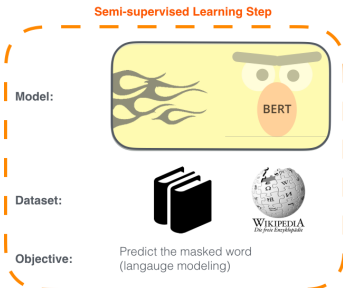 Semi-supervised Learning Step
Model:
BERT
Dataset:
WIKIPEDIA
Die freie Enzyklopädie
Objective:
Predict the masked word
(langauge modeling)